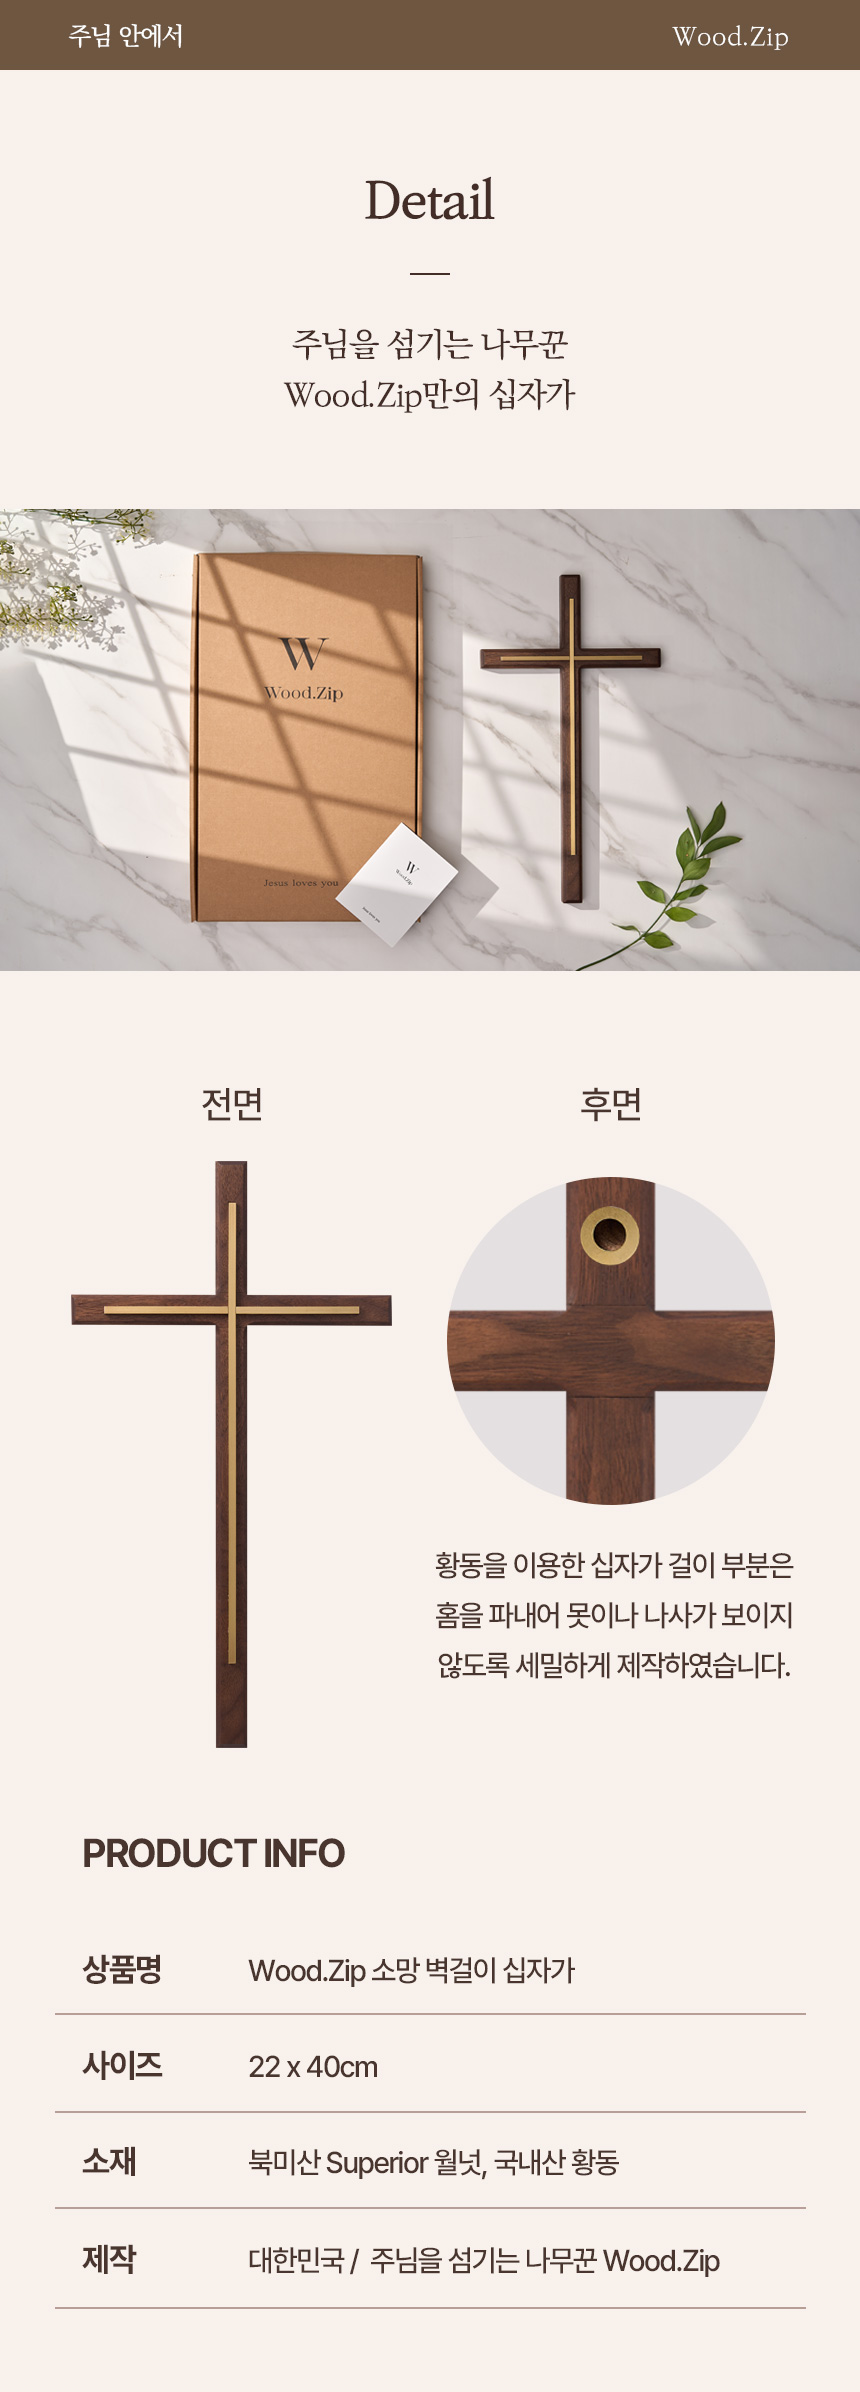 주님 안에서
Wood.Zip
Detail
주님을 섬기는 나무꾼
Wood.Zip만의 십자가
W
Wood.Zip
Jesus loves you
W
Wood.Zip
전면
후면
황동을 이용한 십자가 걸이 부분은
홈을 파내어 못이나 나사가 보이지
않도록 세밀하게 제작하였습니다.
PRODUCT INFO
상품명 Wood.Zip 소망 벽걸이 십자가
사이즈 22 x 40cm
소재 북미산 Superior 월넛, 국내산 황동
제작 대한민국 / 주님을 섬기는 나무꾼 Wood.Zip